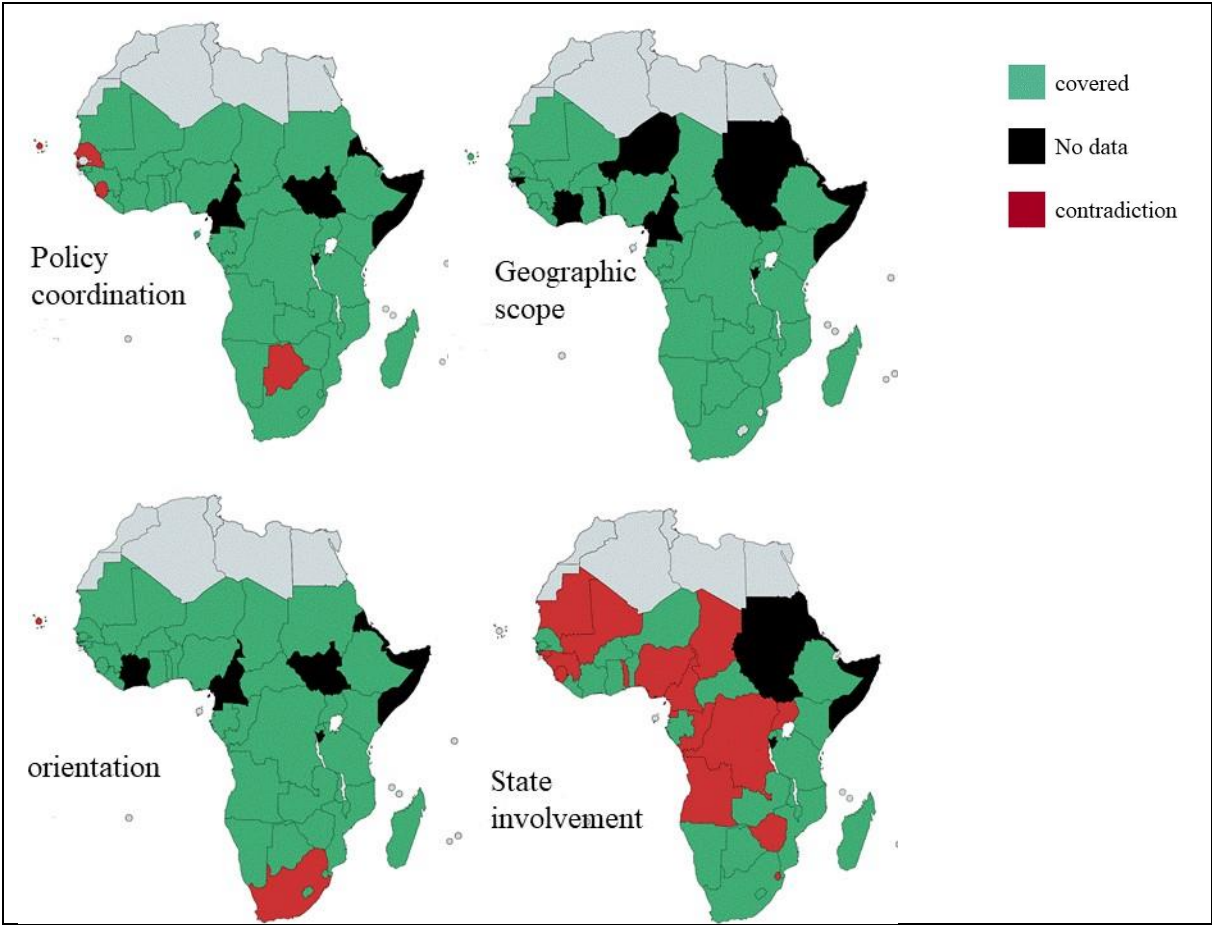 covered
No data
contradiction
Policy
coordination
Geographic
scope
orientation
State
involvement